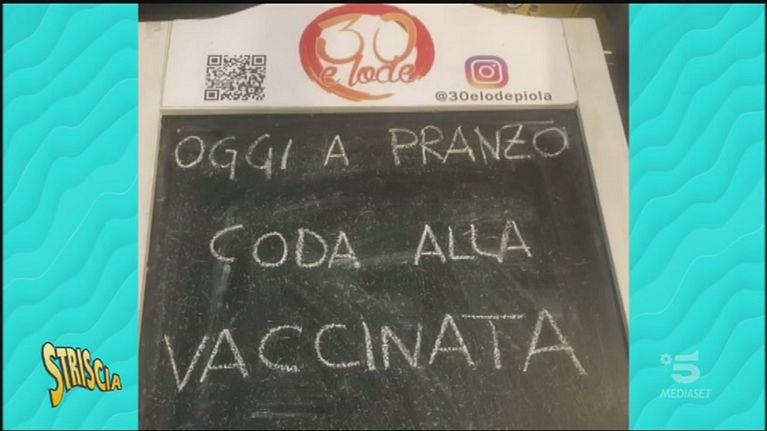 30
e lode
@30elodepiola
OGGI A PRANZO
CODA ALLA
VACCINATA
STRISCIA
5
MEDIASET